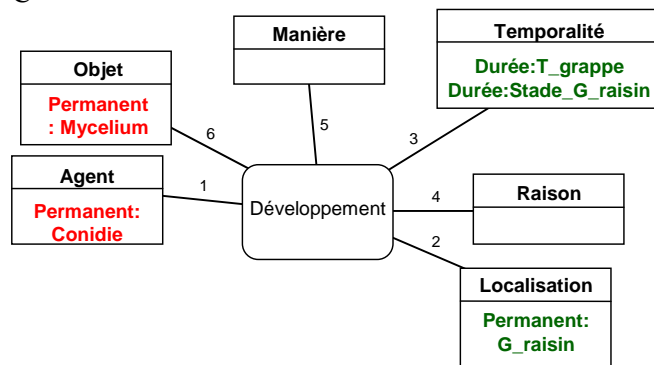 Manière
Temporalité
Durée:T_grappe
Durée:Stade_G_raisin
Objet
Permanent
: Mycelium
6
5
3
Agent
Permanent:
Conidie
1
Développement
4
Raison
2
Localisation
Permanent:
G_raisin